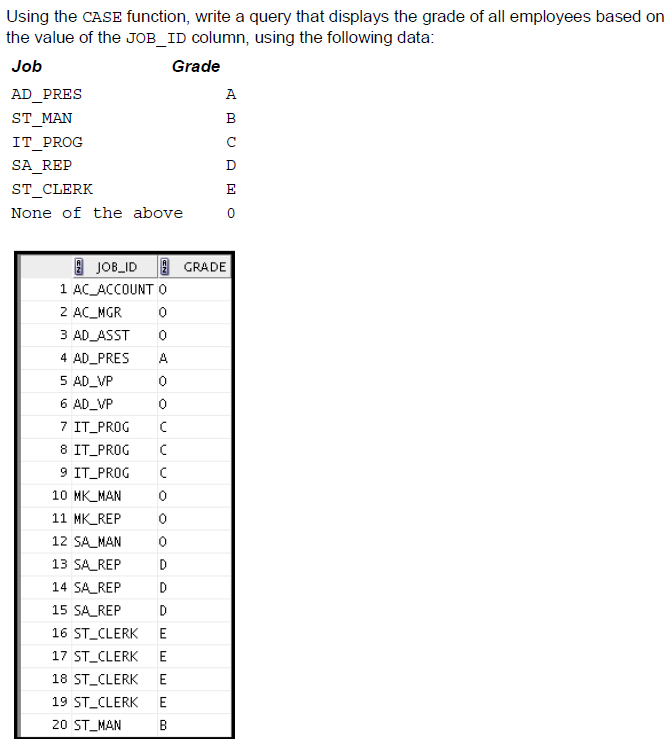 Using the CASE function, write a query that displays the grade of all employees based on
the value of the JOB_ID column, using the following data:
Job Grade
AD_PRES A
ST_MAN B
IT_PROG C
SA_REP D
ST_CLERK E
None of the above 0
JOB_ID GRADE
1 AC_ACCOUNT 0
2 AC_MGR 0
3 AD_ASST 0
4 AD_PRES A
5 AD_VP 0
6 AD_VP 0
7 IT_PROG C
8 IT_PROG C
9 IT_PROG C
10 MK_MAN 0
11 MK_REP 0
12 SA_MAN 0
13 SA_REP D
14 SA_REP D
15 SA_REP D
16 ST_CLERK E
17 ST_CLERK E
18 ST_CLERK E
19 ST_CLERK E
20 ST_MAN B